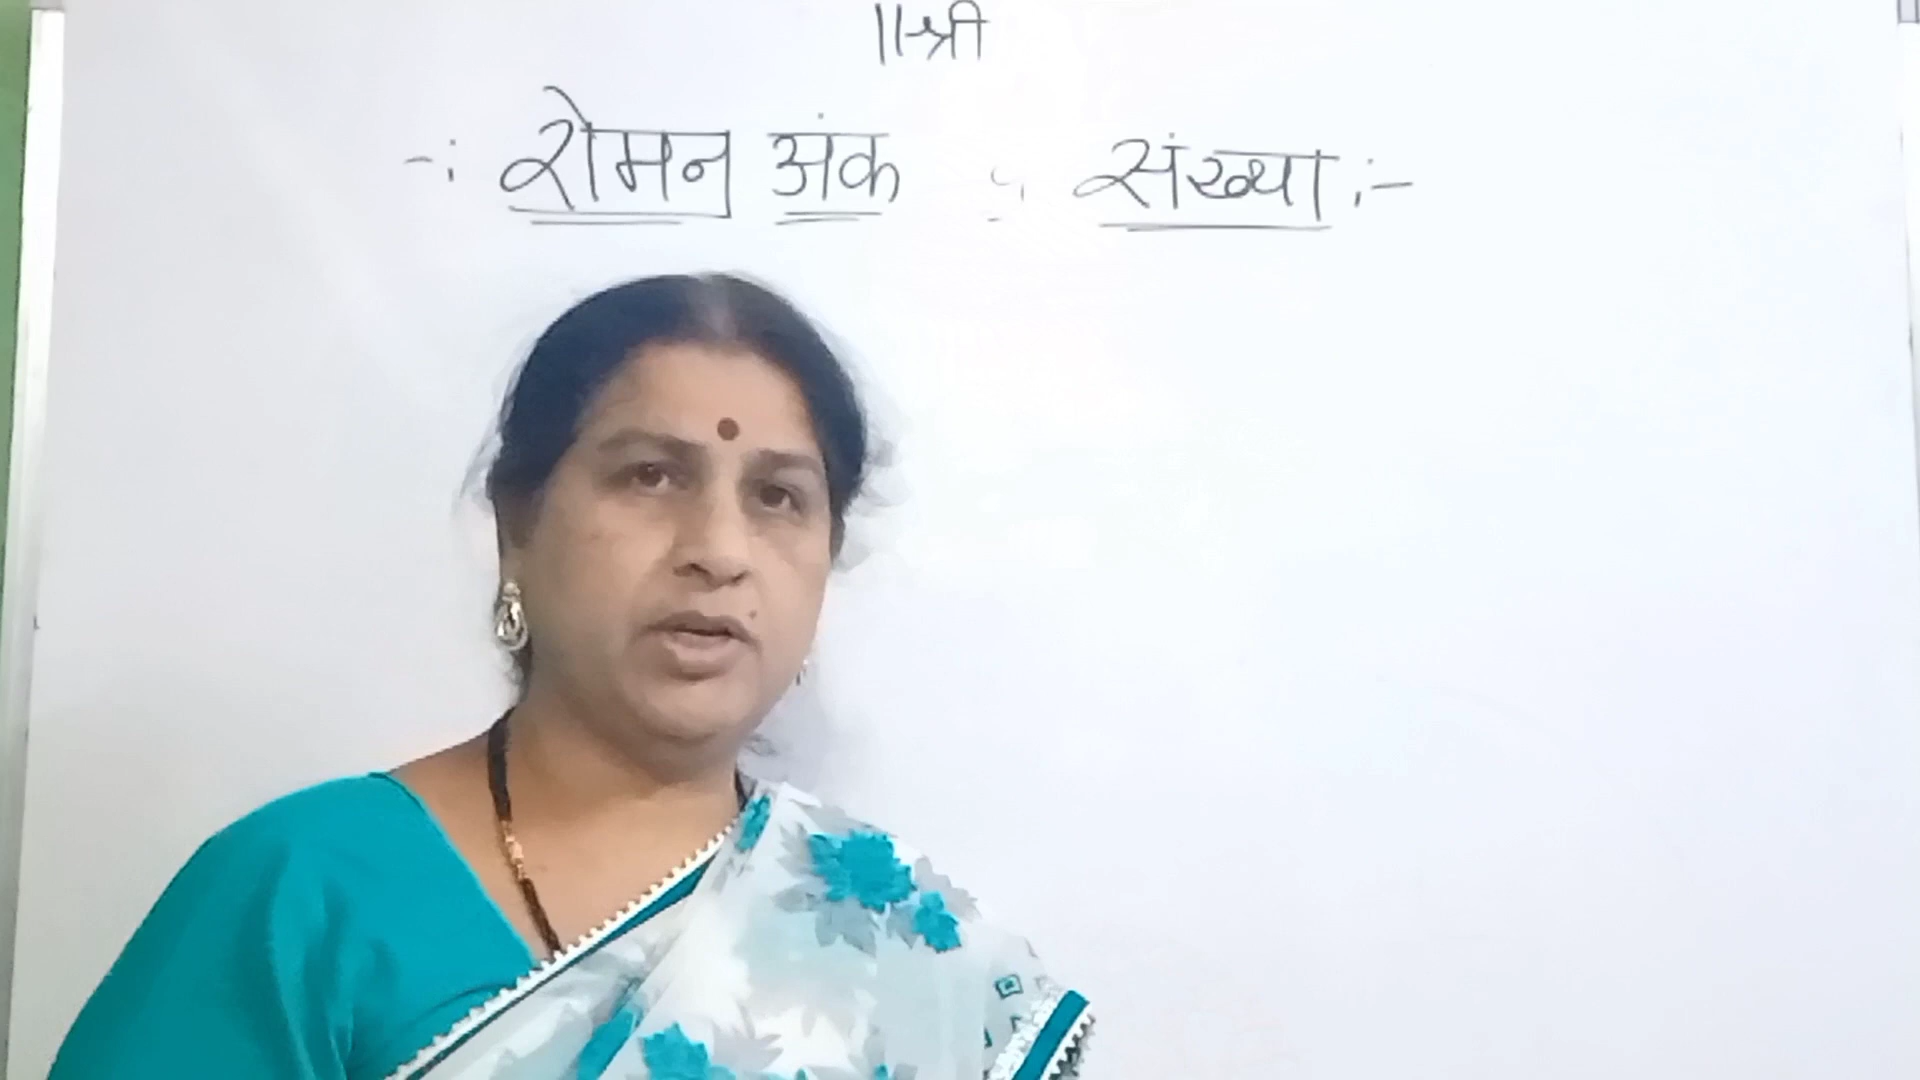 ॥श्री
-: रोमन अंक संख्या :-